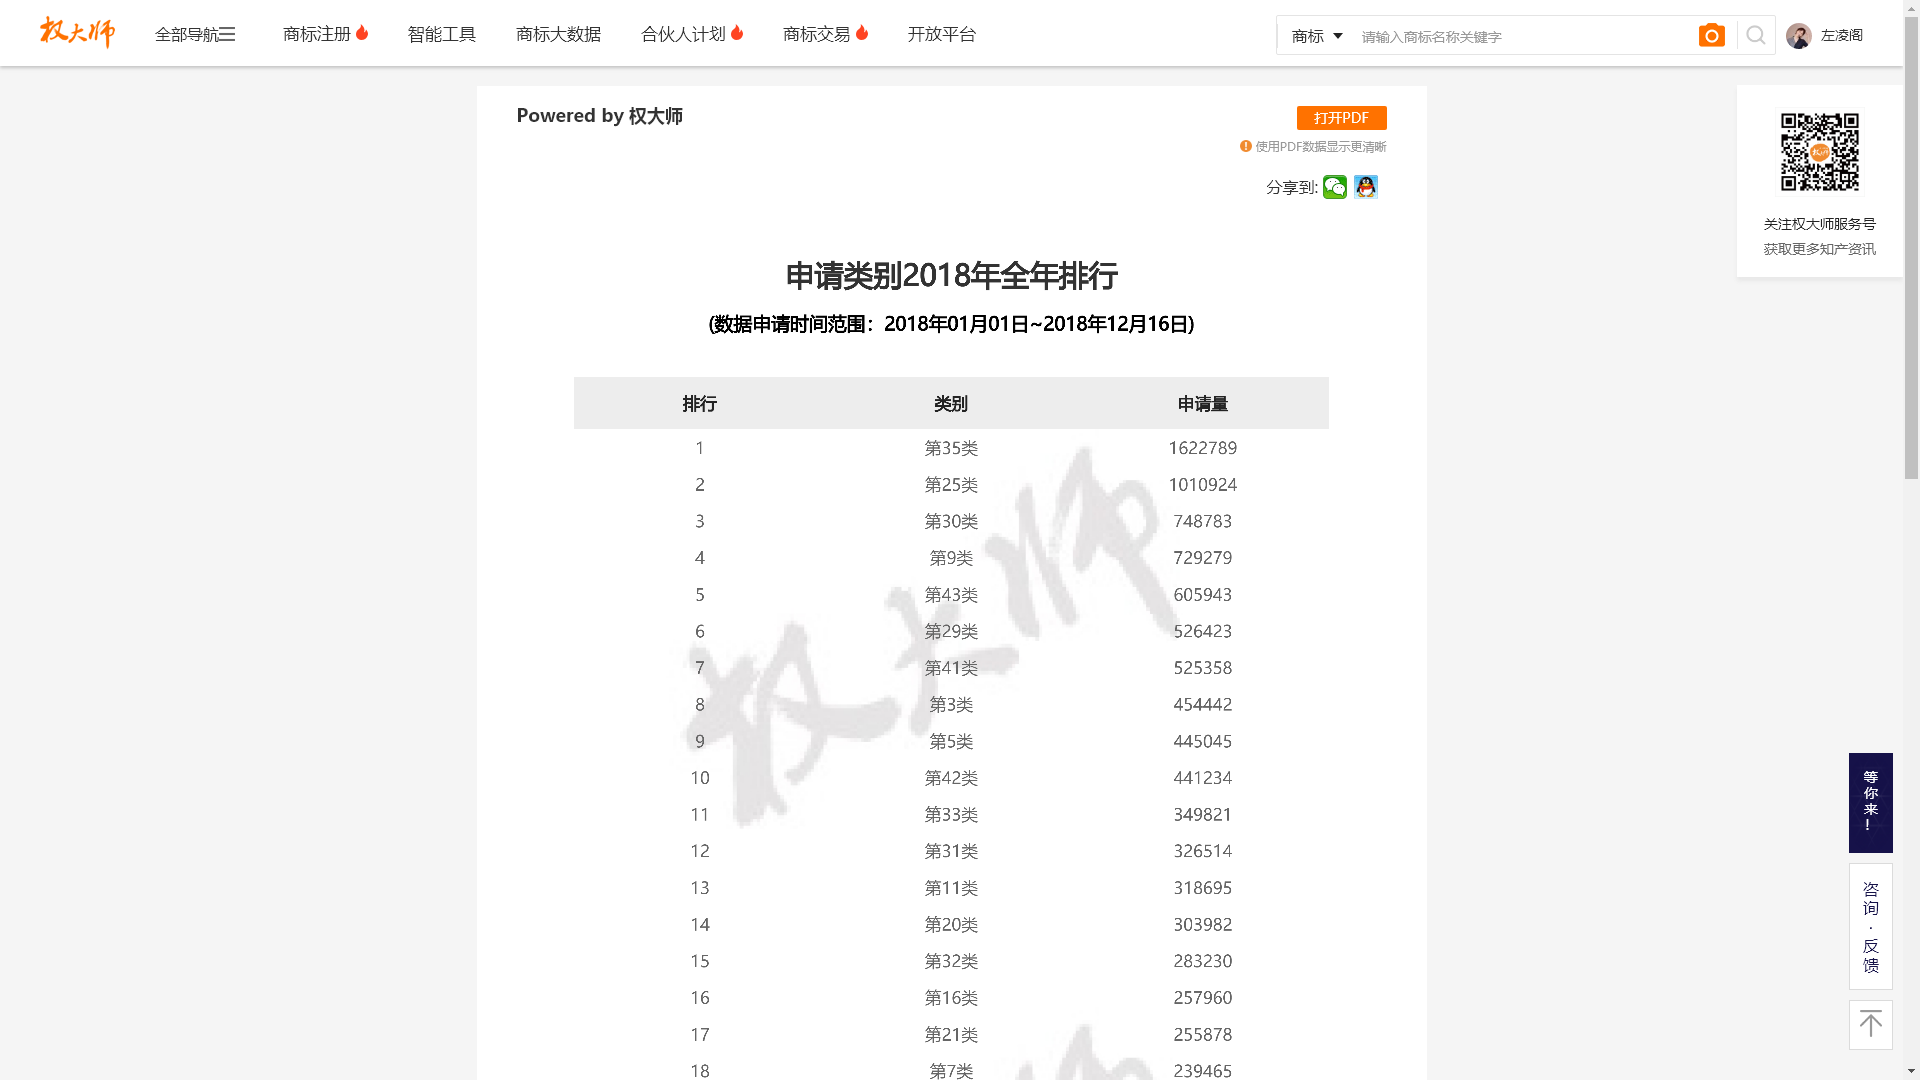 权大师
全部导航
商标注册
智能工具
商标大数据
合伙人计划
商标交易
开放平台
商标
请输入商标名称关键字
左凌阁
Powered by 权大师
打开PDF
使用PDF数据显示更清晰
分享到:
关注权大师服务号
获取更多知产资讯
申请类别2018年全年排行
(数据申请时间范围：2018年01月01日~2018年12月16日)
排行 类别 申请量
1 第35类 1622789
2 第25类 1010924
3 第30类 748783
4 第9类 729279
5 第43类 605943
6 第29类 526423
7 第41类 525358
8 第3类 454442
9 第5类 445045
10 第42类 441234
11 第33类 349821
12 第31类 326514
13 第11类 318695
14 第20类 303982
15 第32类 283230
16 第16类 257960
17 第21类 255878
18 第7类 239465
权大师
等你来!
咨询·反馈